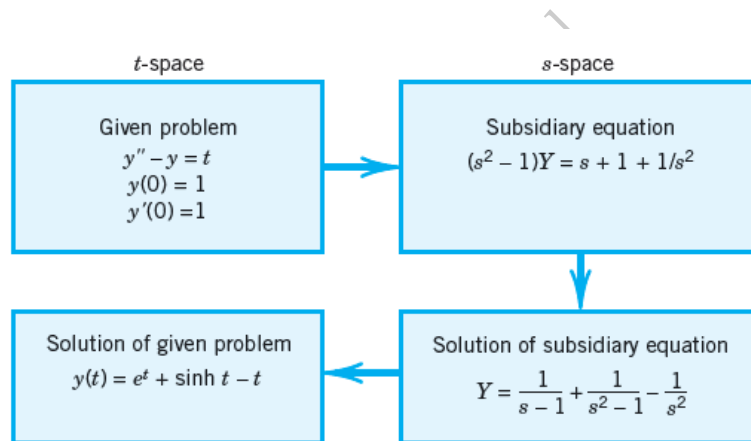 t-space
s-space
Given problem
y″ – y = t
y(0) = 1
y′(0) =1
Subsidiary equation
(s² – 1)Y = s + 1 + 1/s²
Solution of given problem
y(t) = eᵗ + sinh t – t
Solution of subsidiary equation
Y = 1/(s – 1) + 1/(s² – 1) – 1/s²